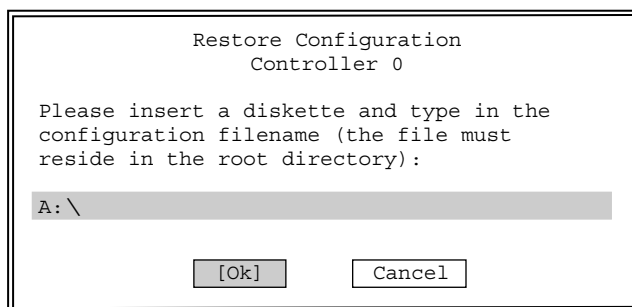 Restore Configuration
Controller 0
Please insert a diskette and type in the
configuration filename (the file must
reside in the root directory):
A:\
[Ok] Cancel